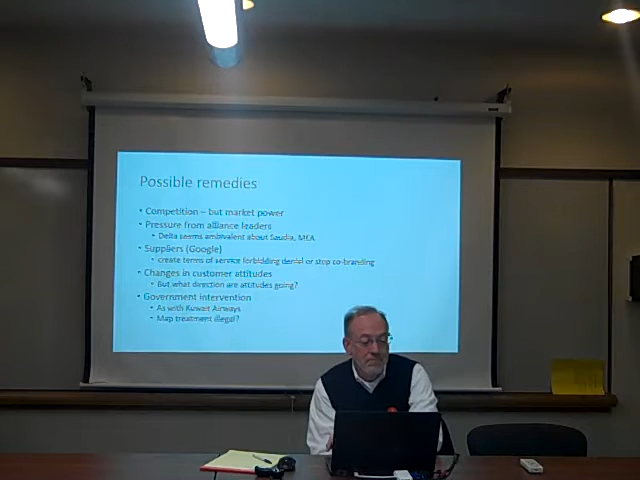 Possible remedies
• Competition – but market power
• Pressure from alliance leaders
• Delta seems ambivalent about Saudia, MEA
• Suppliers (Google)
• create terms of service forbidding denial or stop co-branding
• Changes in customer attitudes
• But what direction are attitudes going?
• Government intervention
• As with Kuwait Airways
• Map treatment illegal?